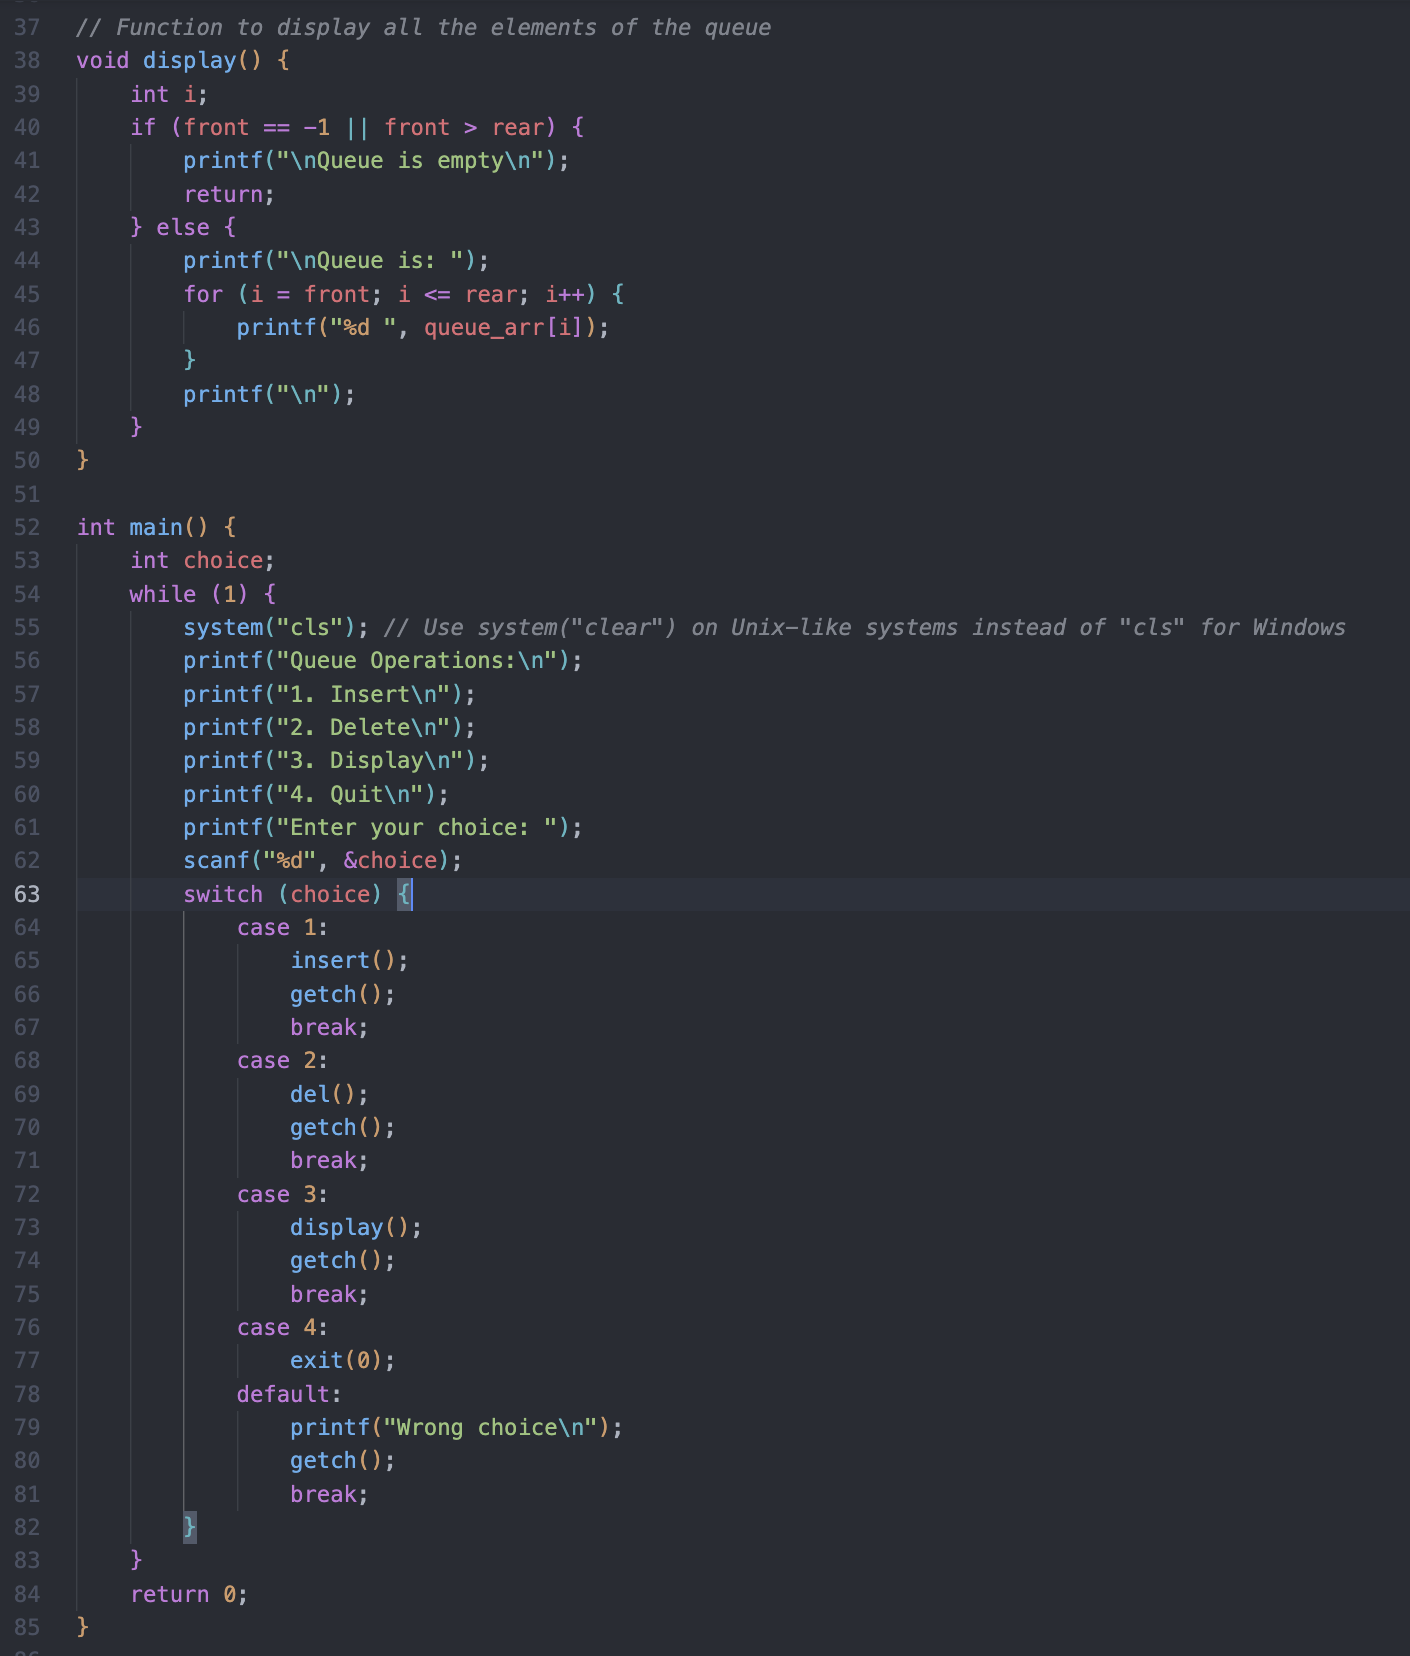 37 // Function to display all the elements of the queue
38 void display() {
39     int i;
40     if (front == -1 || front > rear) {
41         printf("\nQueue is empty\n");
42         return;
43     } else {
44         printf("\nQueue is: ");
45         for (i = front; i <= rear; i++) {
46             printf("%d ", queue_arr[i]);
47         }
48         printf("\n");
49     }
50 }
51
52 int main() {
53     int choice;
54     while (1) {
55         system("cls"); // Use system("clear") on Unix-like systems instead of "cls" for Windows
56         printf("Queue Operations:\n");
57         printf("1. Insert\n");
58         printf("2. Delete\n");
59         printf("3. Display\n");
60         printf("4. Quit\n");
61         printf("Enter your choice: ");
62         scanf("%d", &choice);
63         switch (choice) {
64             case 1:
65                 insert();
66                 getch();
67                 break;
68             case 2:
69                 del();
70                 getch();
71                 break;
72             case 3:
73                 display();
74                 getch();
75                 break;
76             case 4:
77                 exit(0);
78             default:
79                 printf("Wrong choice\n");
80                 getch();
81                 break;
82         }
83     }
84     return 0;
85 }